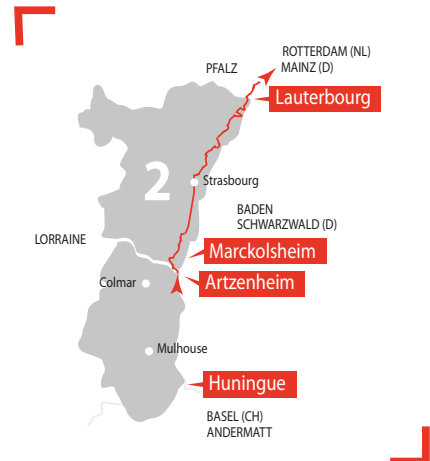 ROTTERDAM (NL)
MAINZ (D)
PFALZ
Lauterbourg
2
Strasbourg
BADEN
SCHWARZWALD (D)
LORRAINE
Marckolsheim
Artzenheim
Colmar
Mulhouse
Huningue
BASEL (CH)
ANDERMATT